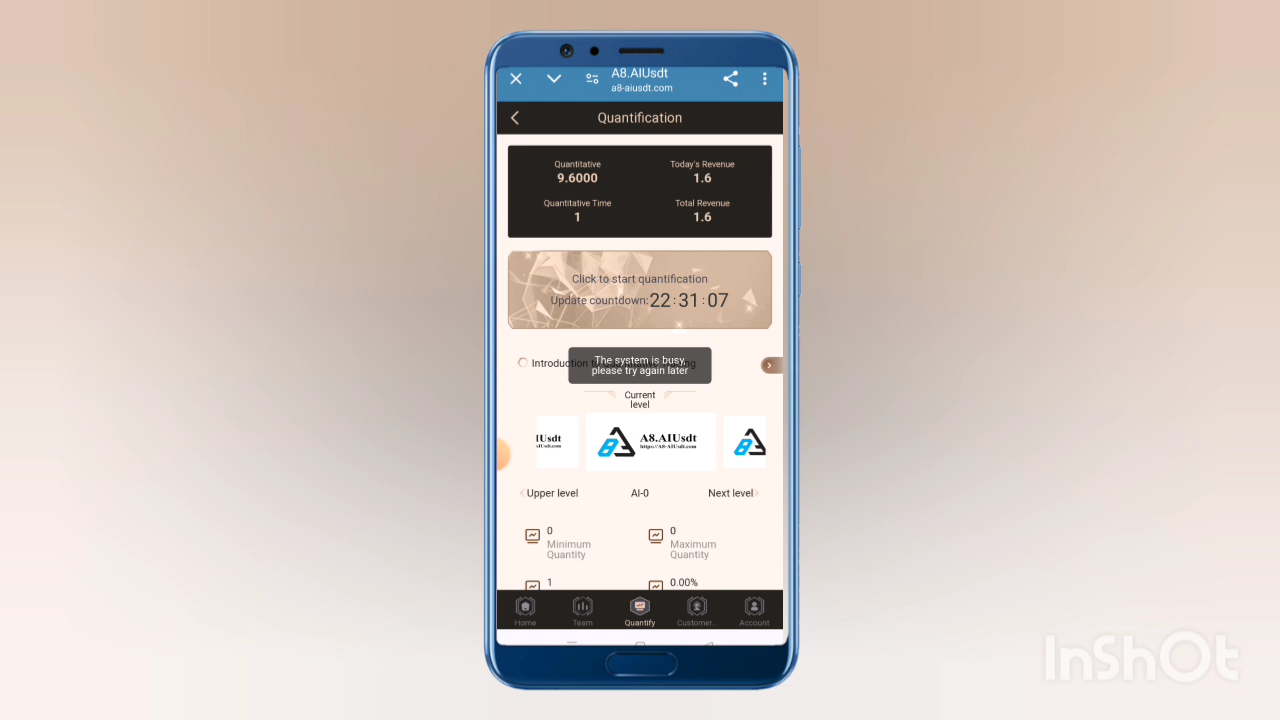 A8.AIUsdt
a8-aiusdt.com
Quantification
Quantitative
9.6000
Today's Revenue
1.6
Quantitative Time
1
Total Revenue
1.6
Click to start quantification
Update countdown:22:31:07
Introduction
The system is busy,
please try again later
Current
level
IUsdt
AIUsdt.com
A8.AIUsdt
https://A8-AIUsdt.com
Upper level
AI-0
Next level
0
Minimum
Quantity
0
Maximum
Quantity
1
0.00%
Home
Team
Quantify
Customer...
Account
InShOt